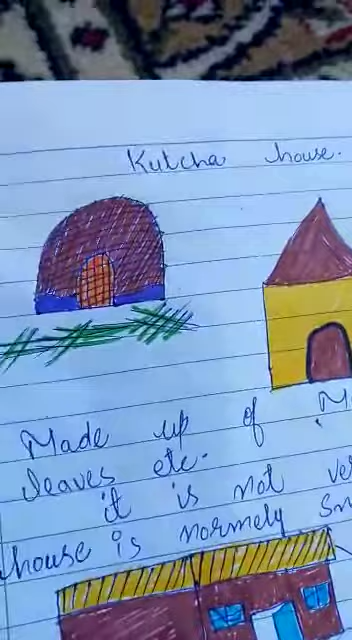 Kutcha house.
Made up of
leaves etc.
it is not
house is normely